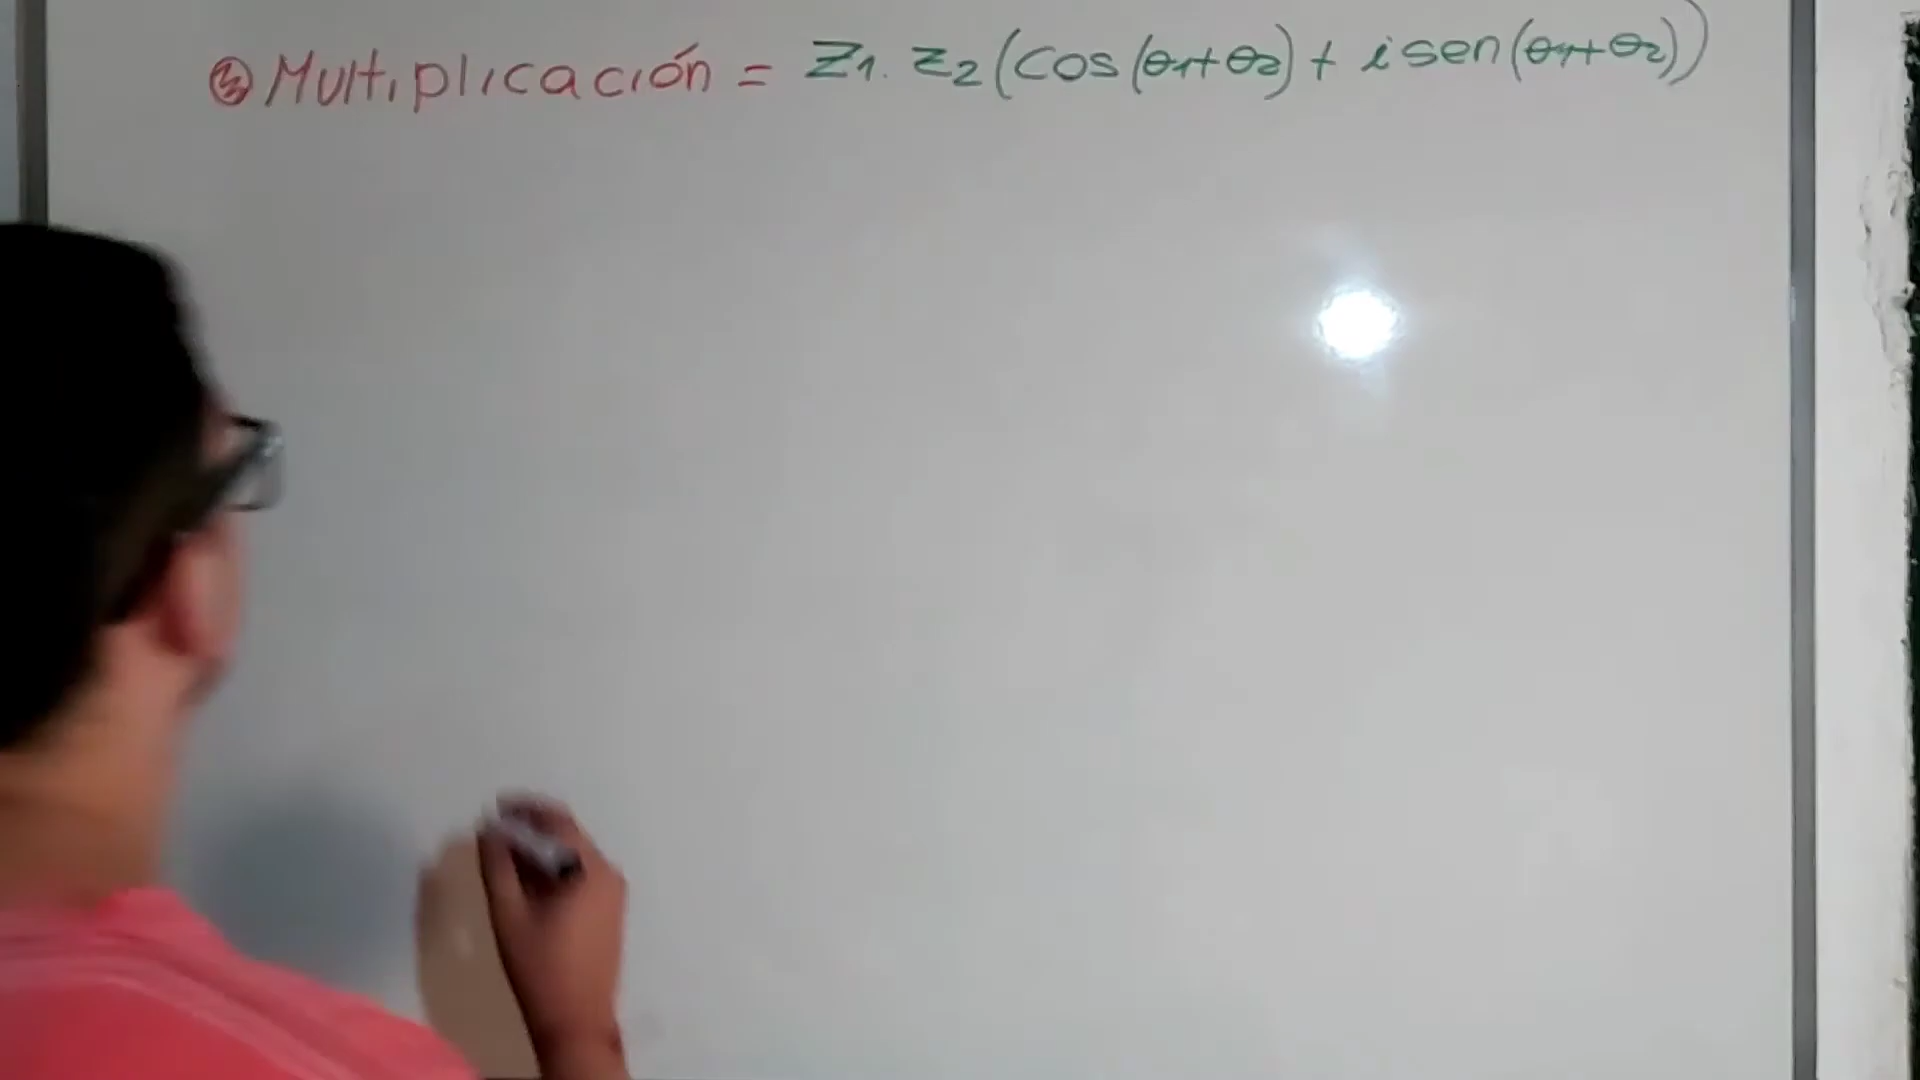 ③ Multiplicación = Z1. Z2 (cos (θ1+θ2) + i sen (θ1+θ2))